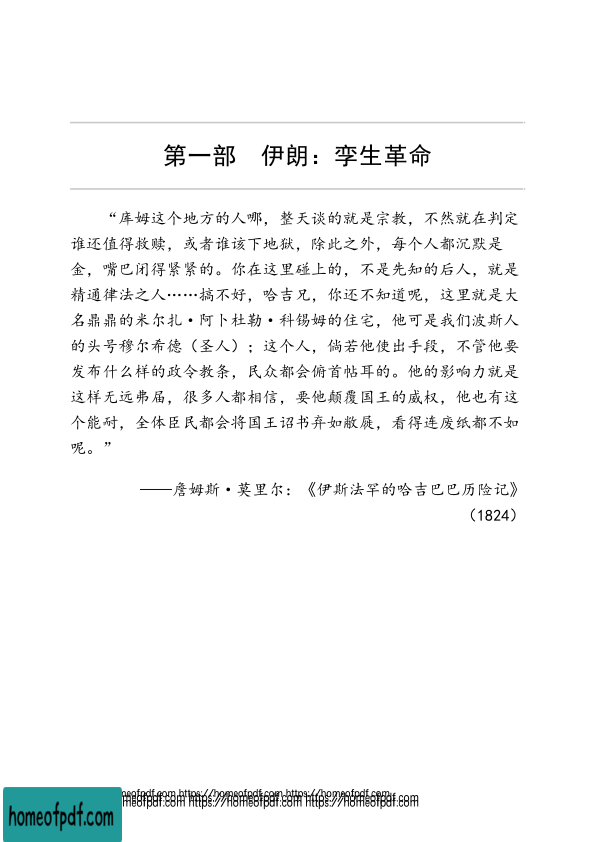 第一部　伊朗：孪生革命
“库姆这个地方的人哪，整天谈的就是宗教，不然就在判定
谁还值得救赎，或者谁该下地狱，除此之外，每个人都沉默是
金，嘴巴闭得紧紧的。你在这里碰上的，不是先知的后人，就是
精通律法之人……搞不好，哈吉兄，你还不知道呢，这里就是大
名鼎鼎的米尔扎·阿卜杜勒·科锡姆的住宅，他可是我们波斯人
的头号穆尔希德（圣人）；这个人，倘若他使出手段，不管他要
发布什么样的政令教条，民众都会俯首帖耳的。他的影响力就是
这样无远弗届，很多人都相信，要他颠覆国王的威权，他也有这
个能耐，全体臣民都会将国王诏书弃如敝屣，看得连废纸都不如
呢。”
——詹姆斯·莫里尔：《伊斯法罕的哈吉巴巴历险记》
（1824）
homeofpdf.com https://homeofpdf.com https://homeofpdf.com
homeofpdf.com https://homeofpdf.com https://homeofpdf.com
homeofpdf.com